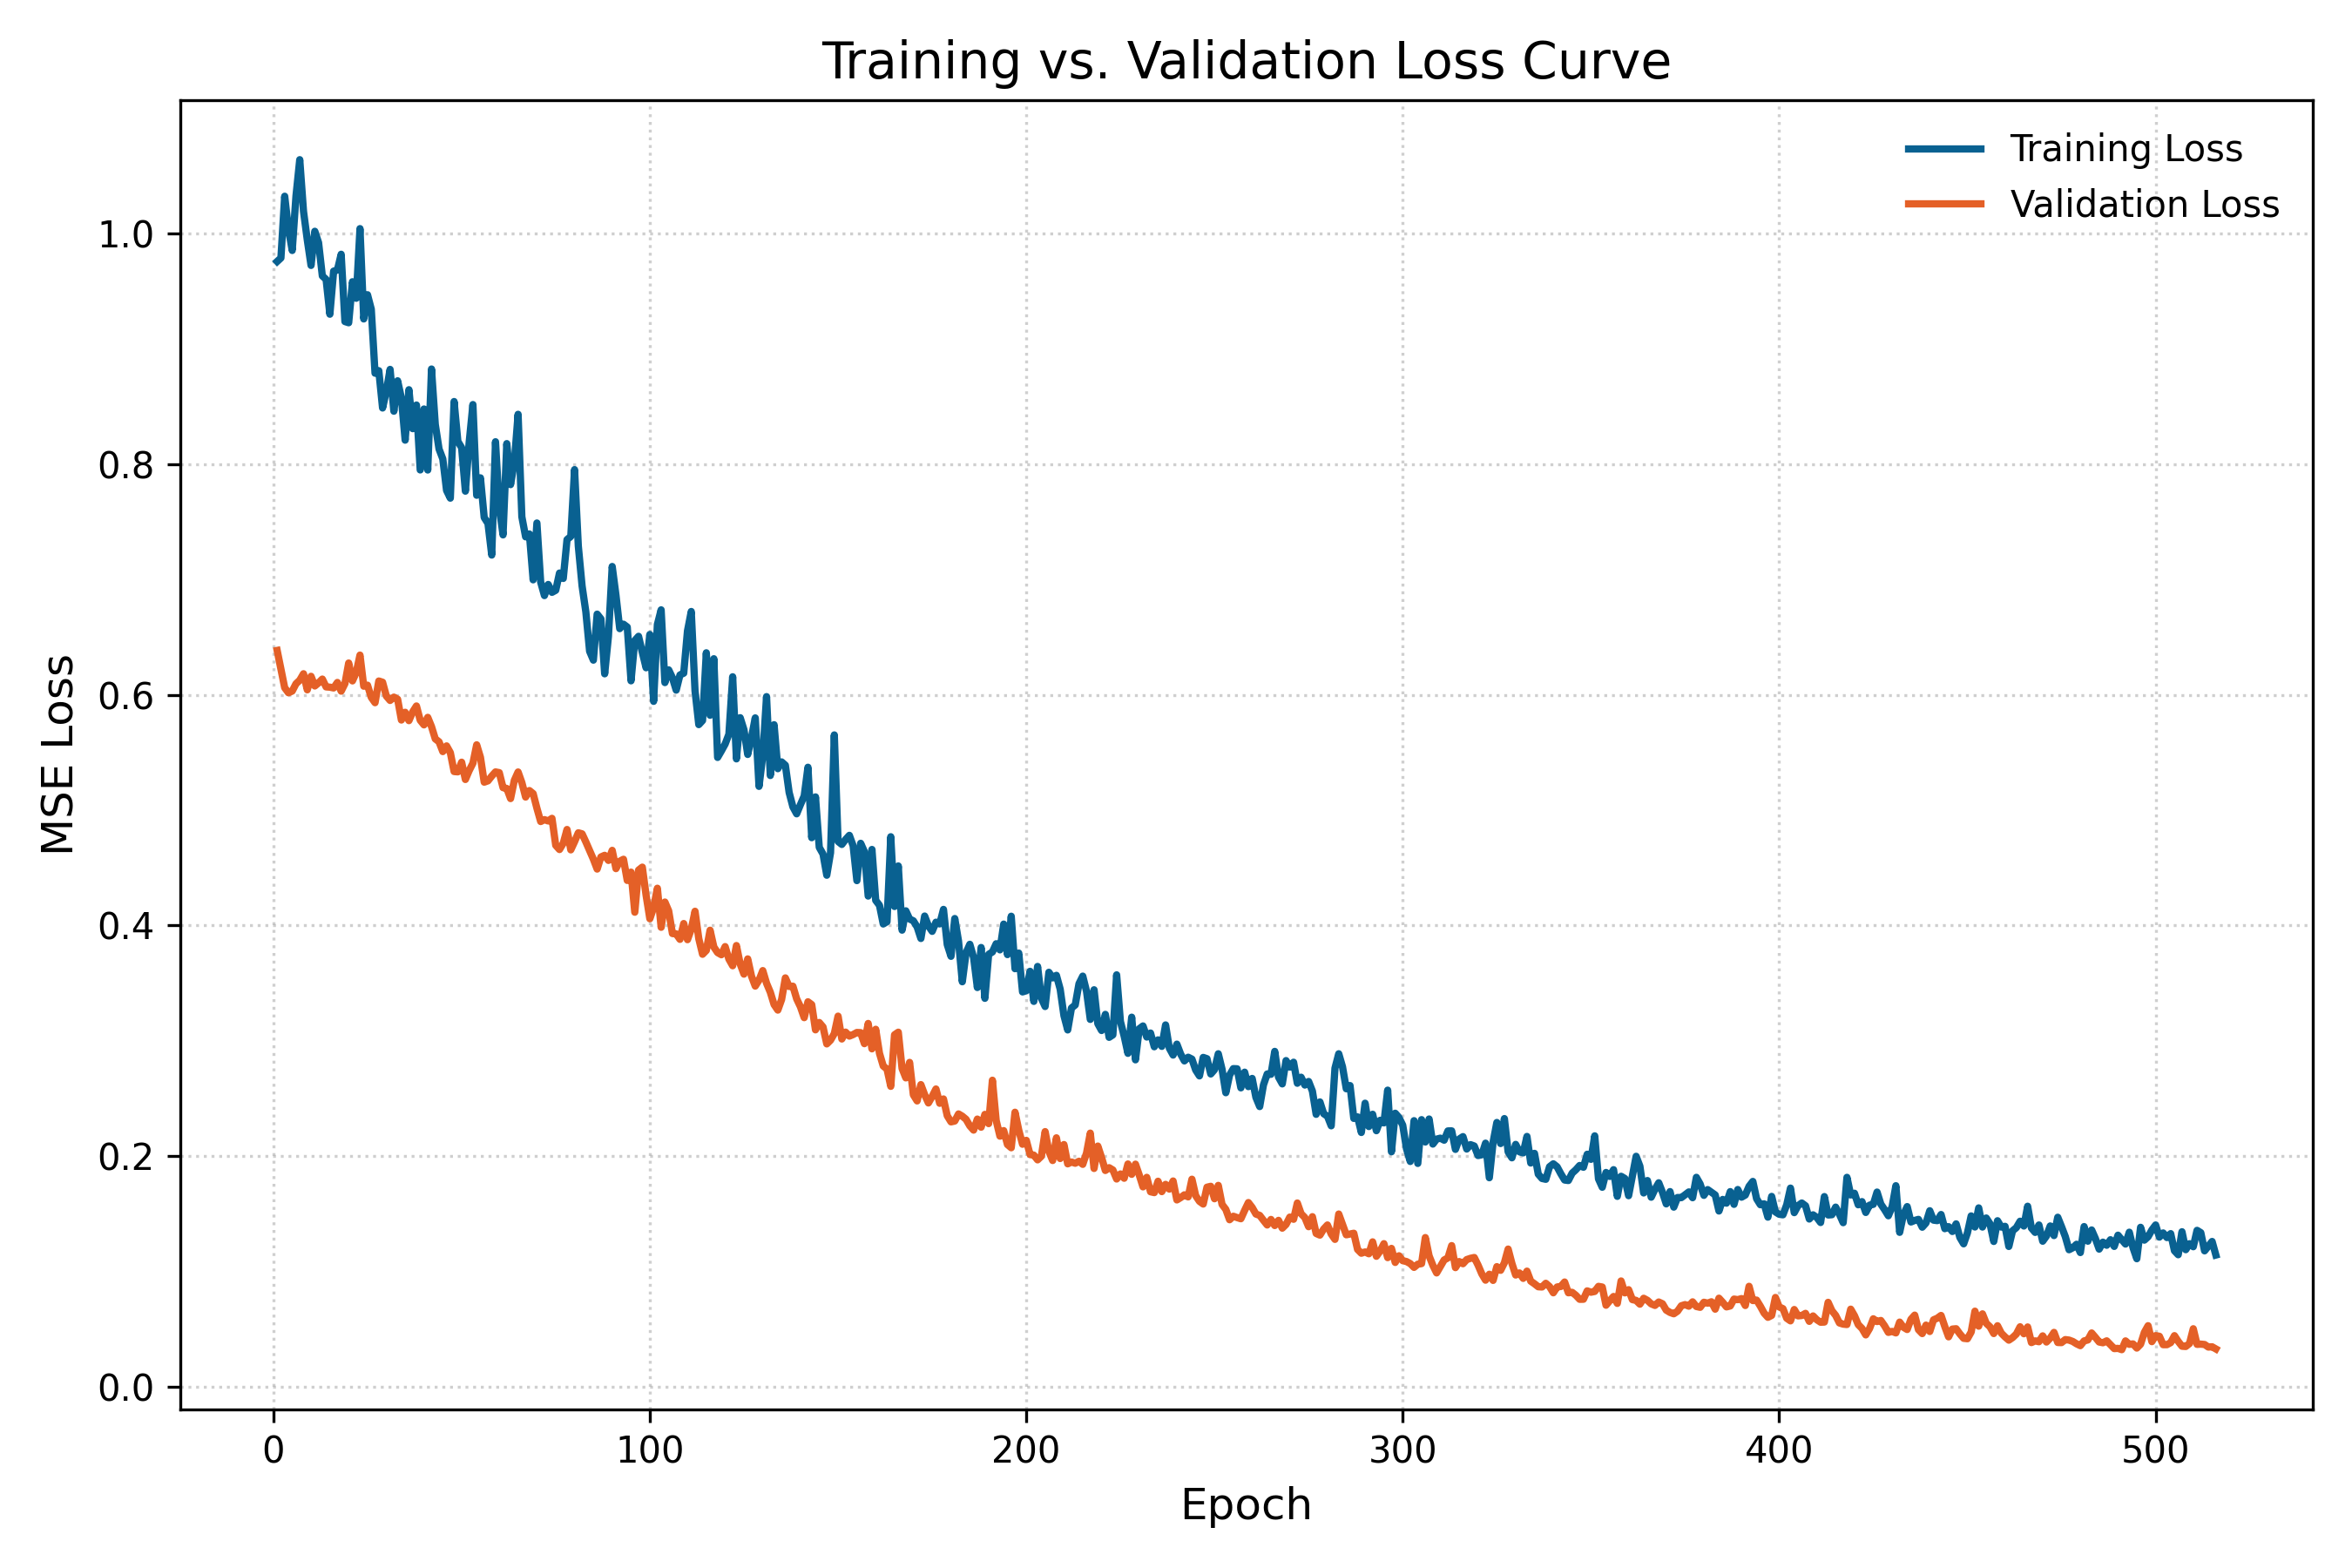 Training vs. Validation Loss Curve
Training Loss
Validation Loss
1.0
0.8
0.6
0.4
0.2
0.0
MSE Loss
0 100 200 300 400 500
Epoch